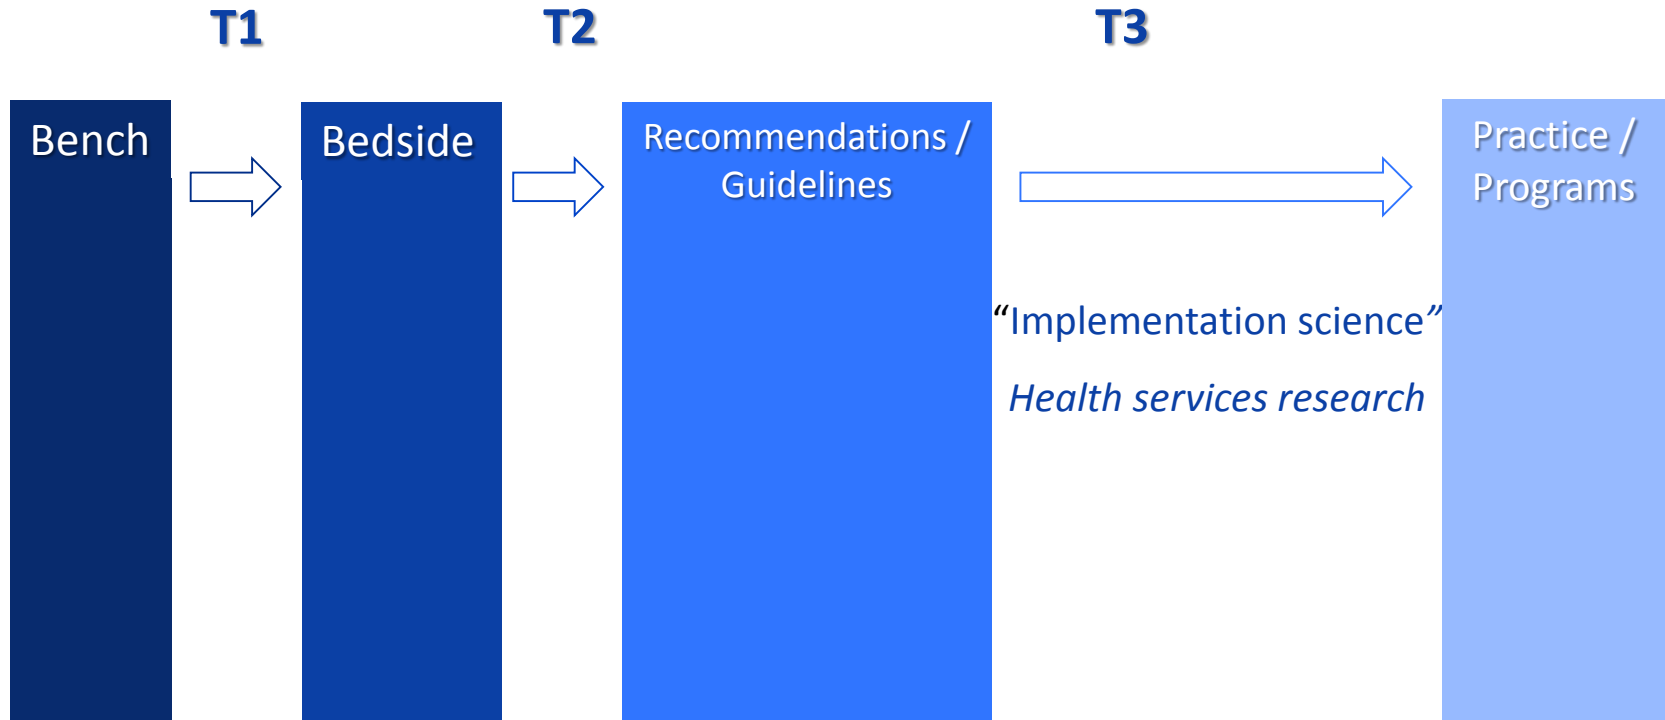 T1
T2
T3
Bench
Bedside
Recommendations /
Guidelines
Practice /
Programs
“Implementation science”
Health services research